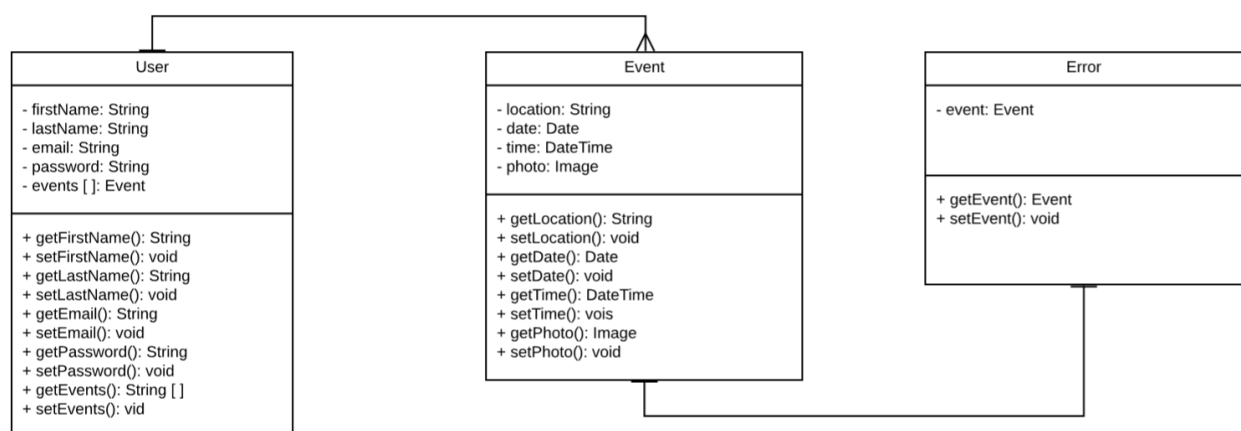 User
- firstName: String
- lastName: String
- email: String
- password: String
- events [ ]: Event
+ getFirstName(): String
+ setFirstName(): void
+ getLastName(): String
+ setLastName(): void
+ getEmail(): String
+ setEmail(): void
+ getPassword(): String
+ setPassword(): void
+ getEvents(): String [ ]
+ setEvents(): vid
Event
- location: String
- date: Date
- time: DateTime
- photo: Image
+ getLocation(): String
+ setLocation(): void
+ getDate(): Date
+ setDate(): void
+ getTime(): DateTime
+ setTime(): vois
+ getPhoto(): Image
+ setPhoto(): void
Error
- event: Event
+ getEvent(): Event
+ setEvent(): void